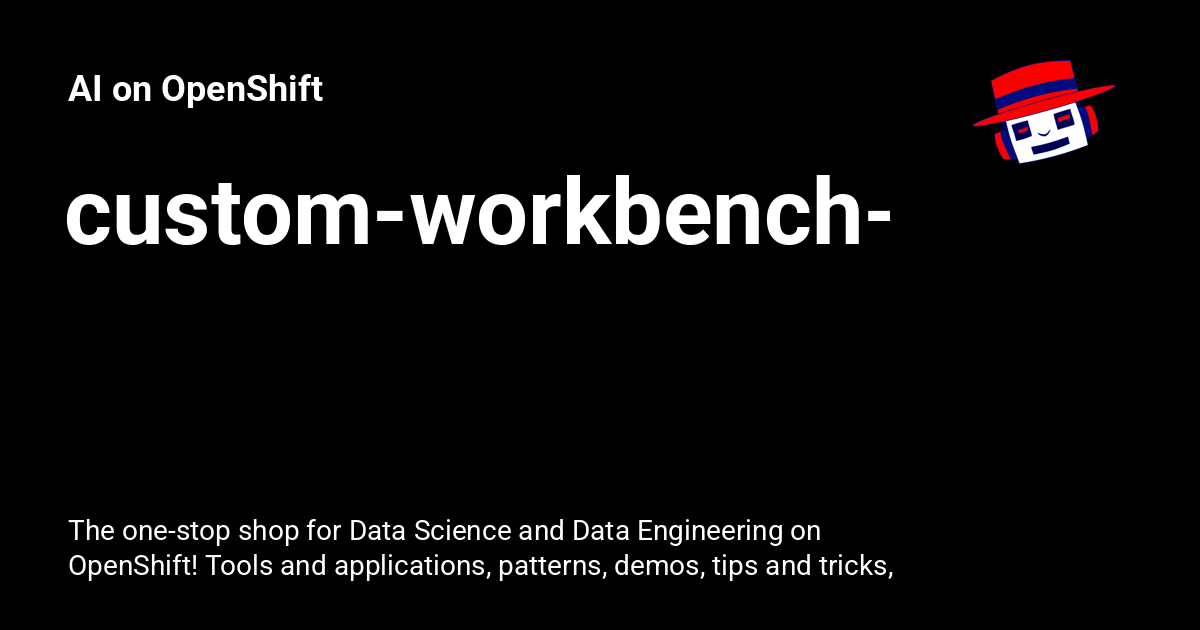 AI on OpenShift
custom-workbench-
The one-stop shop for Data Science and Data Engineering on
OpenShift! Tools and applications, patterns, demos, tips and tricks,